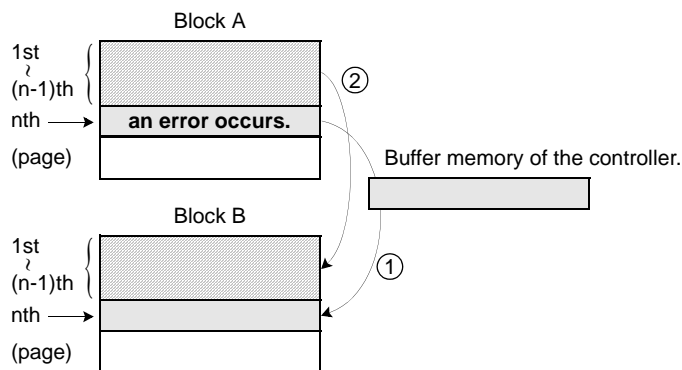 Block A
1st
~
(n-1)th
②
nth
an error occurs.
(page)
Buffer memory of the controller.
Block B
1st
~
(n-1)th
①
nth
(page)